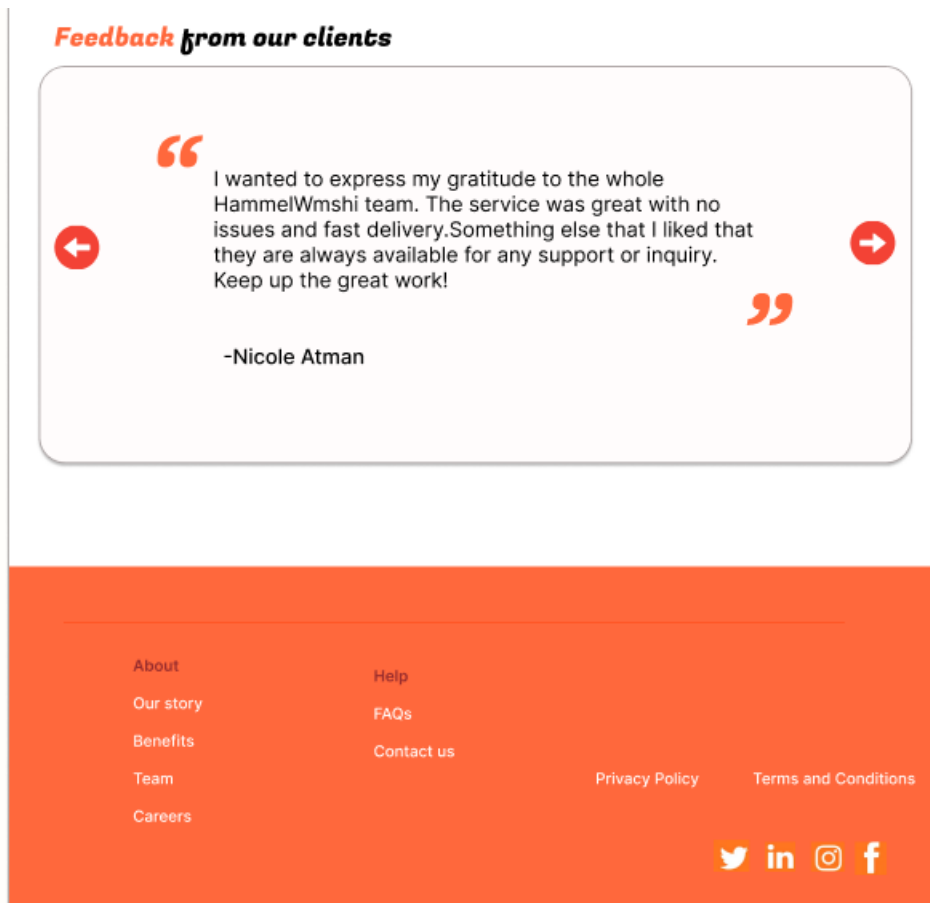 Feedback from our clients
“
I wanted to express my gratitude to the whole
HammelWmshi team. The service was great with no
issues and fast delivery.Something else that I liked that
they are always available for any support or inquiry.
Keep up the great work!
”
-Nicole Atman
About
Our story
Benefits
Team
Careers
Help
FAQs
Contact us
Privacy Policy
Terms and Conditions
in
f